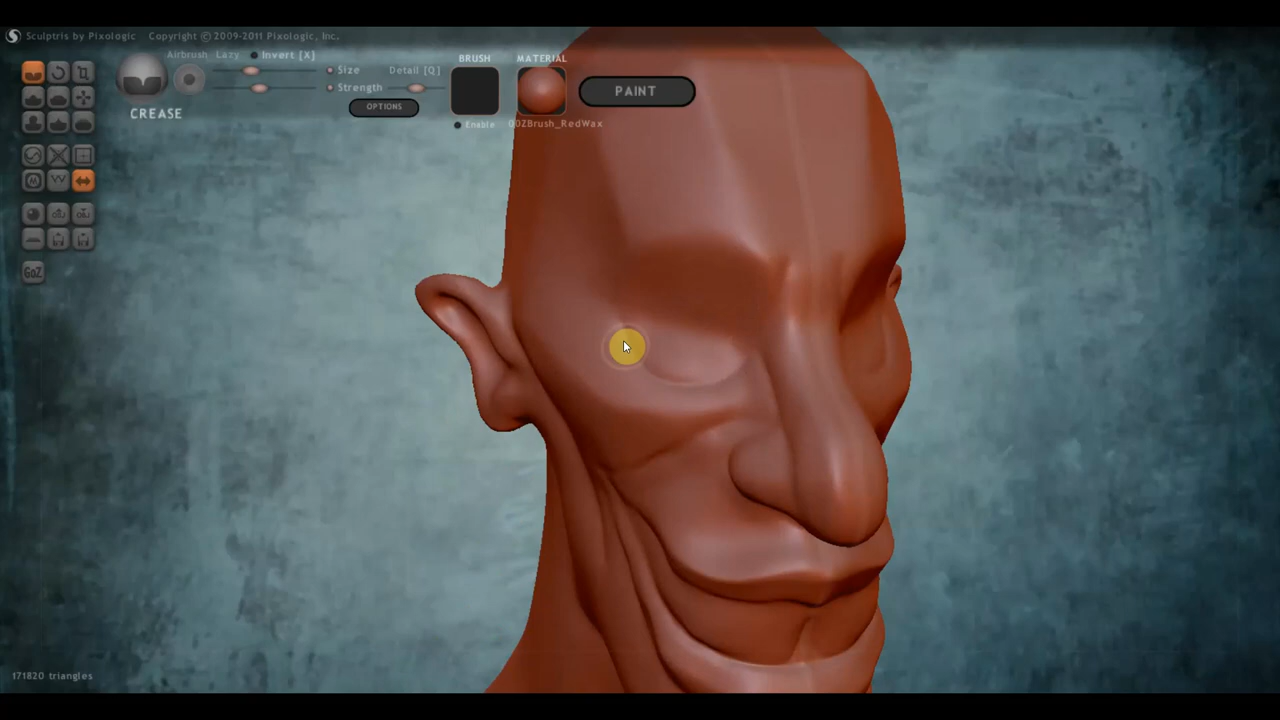 Sculptris by Pixologic Copyright © 2009-2011 Pixologic, Inc.
Airbrush Lazy Invert [X]
Size Detail [Q]
Strength
OPTIONS
CREASE
BRUSH
Enable
MATERIAL
00ZBrush_RedWax
PAINT
GoZ
171820 triangles